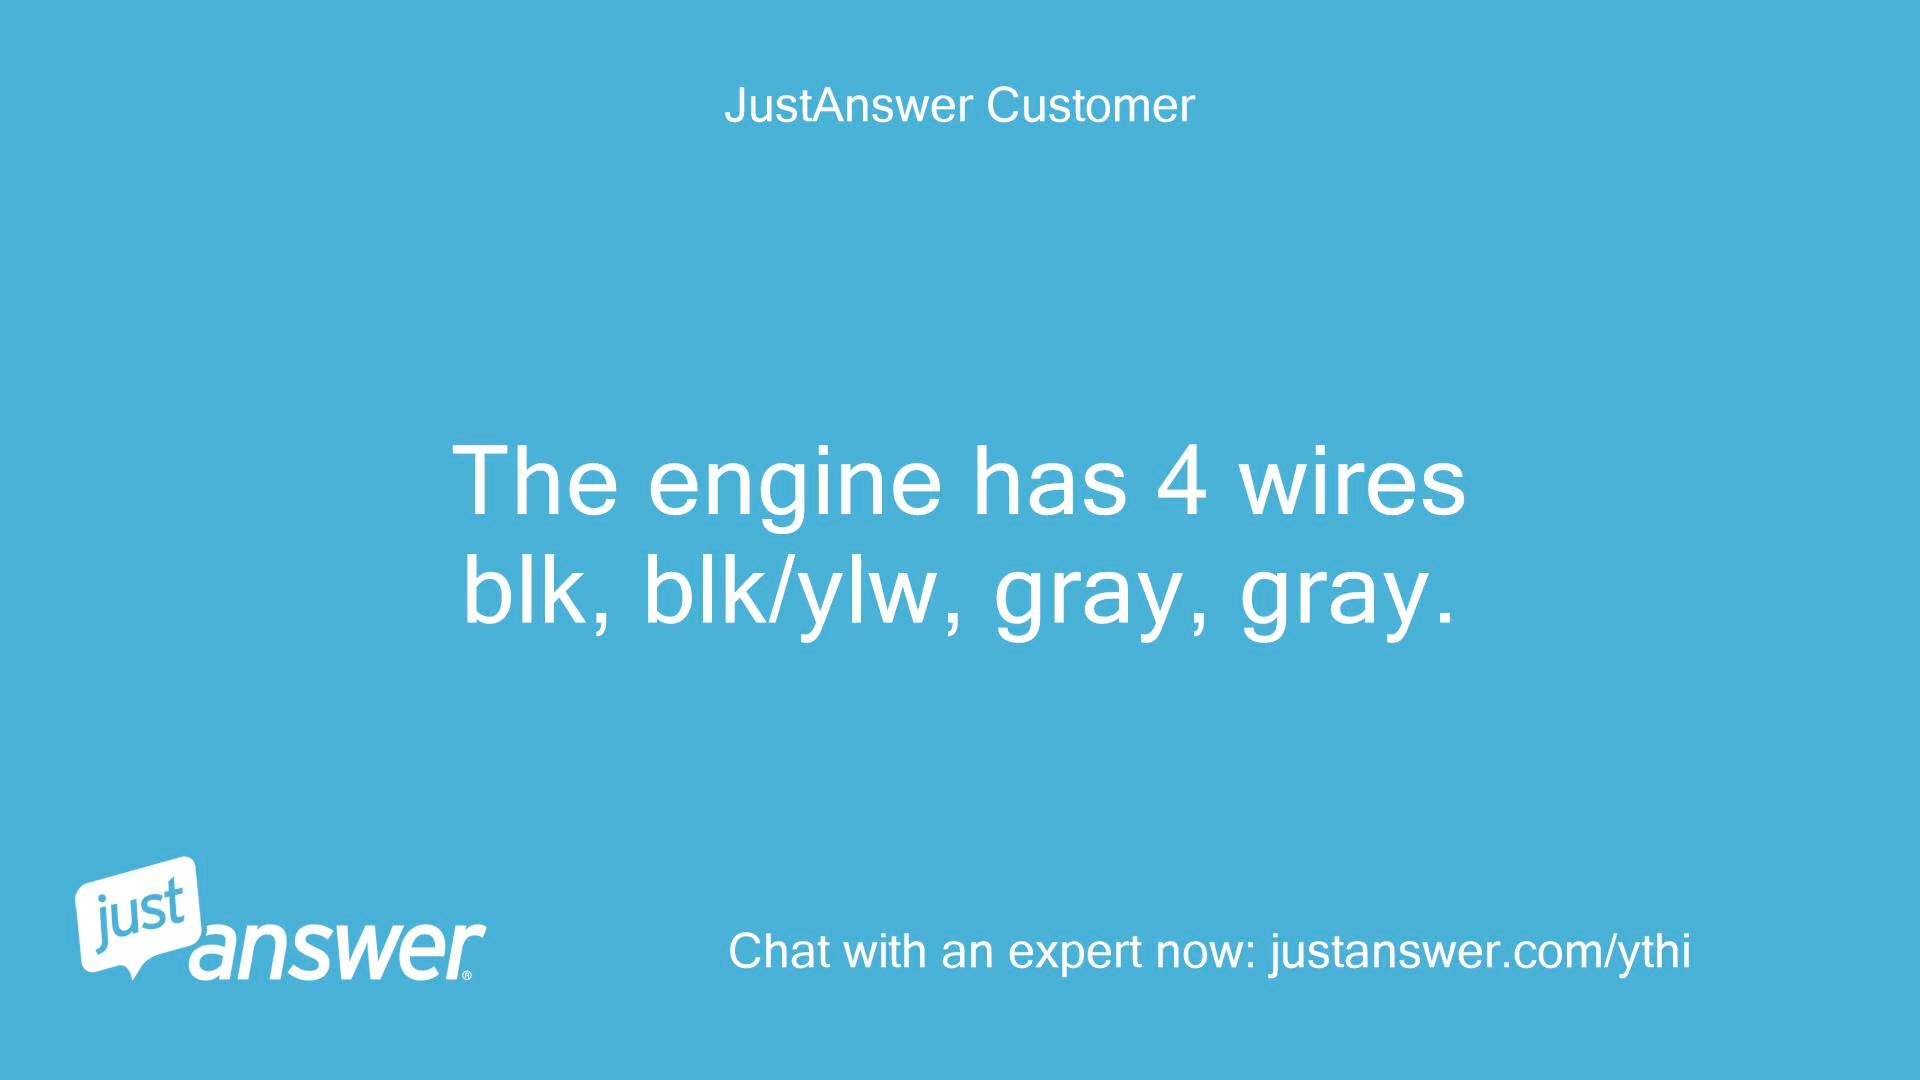 JustAnswer Customer
The engine has 4 wires
blk, blk/ylw, gray, gray.
just
answer®
Chat with an expert now: justanswer.com/ythi